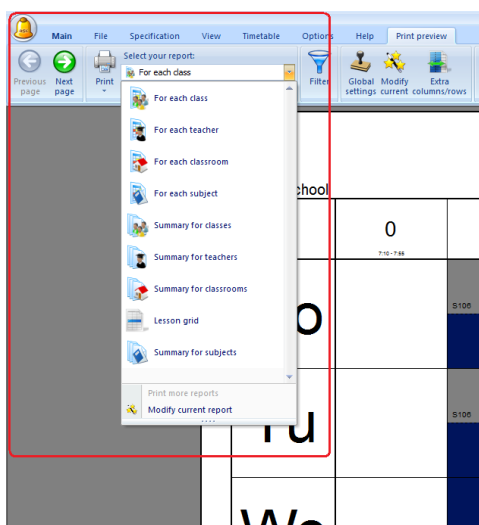 Main File Specification View Timetable Options Help Print preview
Select your report:
For each class
Previous page
Next page
Print
Filter
Global settings
Modify current
Extra columns/rows
For each class
For each teacher
For each classroom
For each subject
Summary for classes
Summary for teachers
Summary for classrooms
Lesson grid
Summary for subjects
Print more reports
Modify current report
chool
0
7:10 - 7:55
o
S106
Tu
S106
We